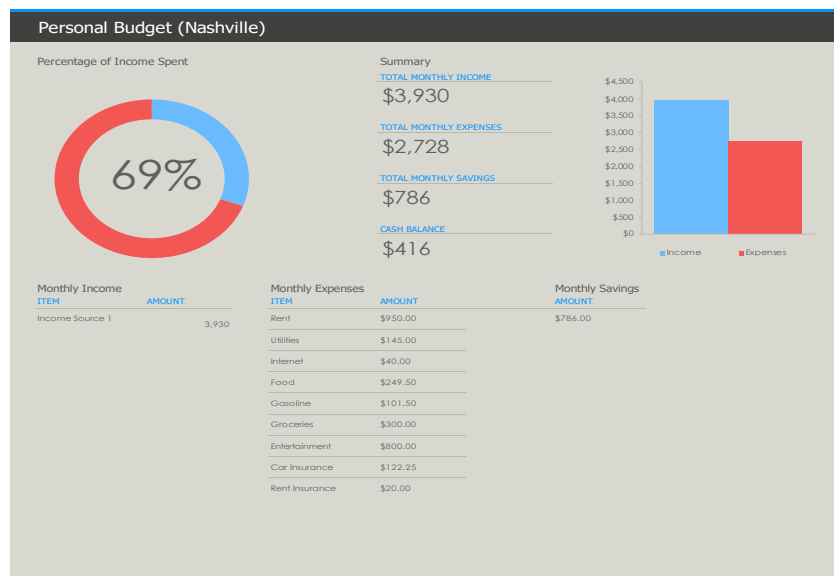 Personal Budget (Nashville)
Percentage of Income Spent
69%
Summary
TOTAL MONTHLY INCOME
$3,930
TOTAL MONTHLY EXPENSES
$2,728
TOTAL MONTHLY SAVINGS
$786
CASH BALANCE
$416
$4,500
$4,000
$3,500
$3,000
$2,500
$2,000
$1,500
$1,000
$500
$0
Income Expenses
Monthly Income
ITEM AMOUNT
Income Source 1 3,930
Monthly Expenses
ITEM AMOUNT
Rent $950.00
Utilities $145.00
Internet $40.00
Food $249.50
Gasoline $101.50
Groceries $300.00
Entertainment $800.00
Car Insurance $122.25
Rent Insurance $20.00
Monthly Savings
AMOUNT
$786.00